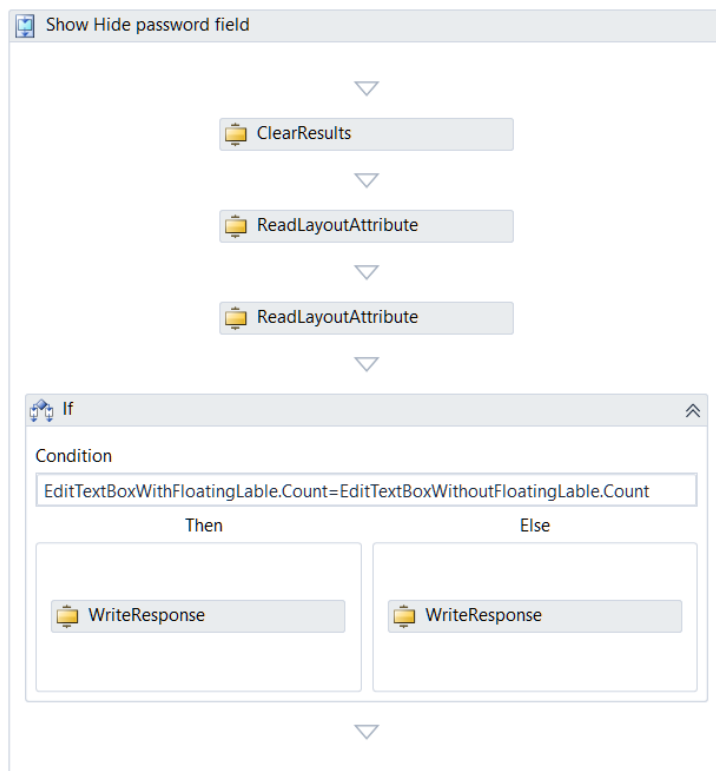 Show Hide password field
ClearResults
ReadLayoutAttribute
ReadLayoutAttribute
If
Condition
EditTextBoxWithFloatingLable.Count=EditTextBoxWithoutFloatingLable.Count
Then Else
WriteResponse WriteResponse